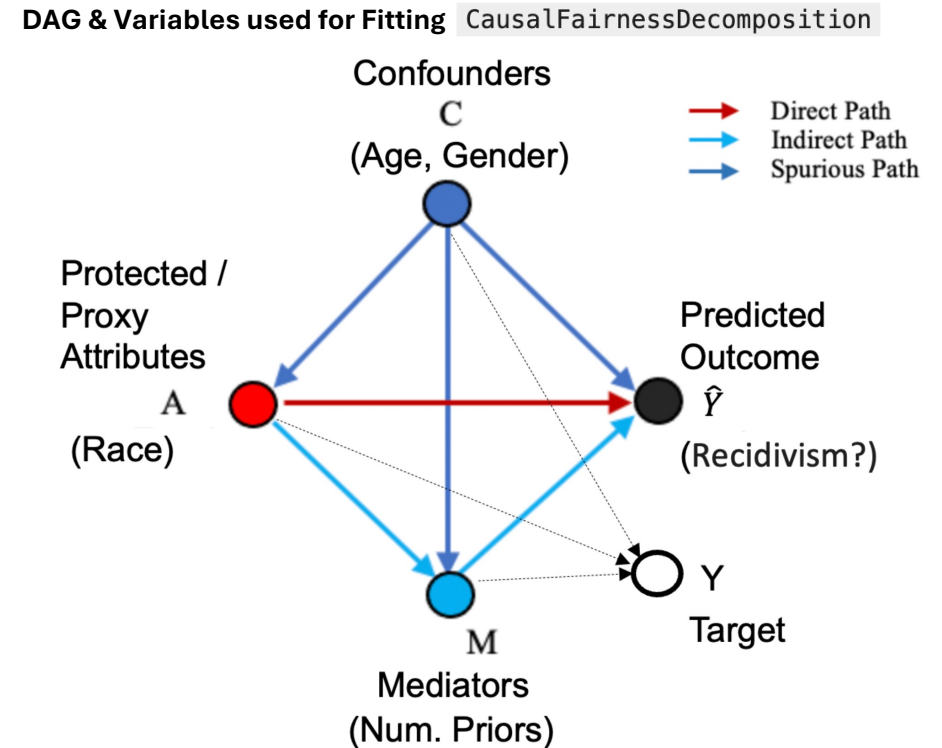 DAG & Variables used for Fitting CausalFairnessDecomposition
Confounders
C
(Age, Gender)
Direct Path
Indirect Path
Spurious Path
Protected /
Proxy
Attributes
A
(Race)
Predicted
Outcome
Ŷ
(Recidivism?)
Y
Target
M
Mediators
(Num. Priors)